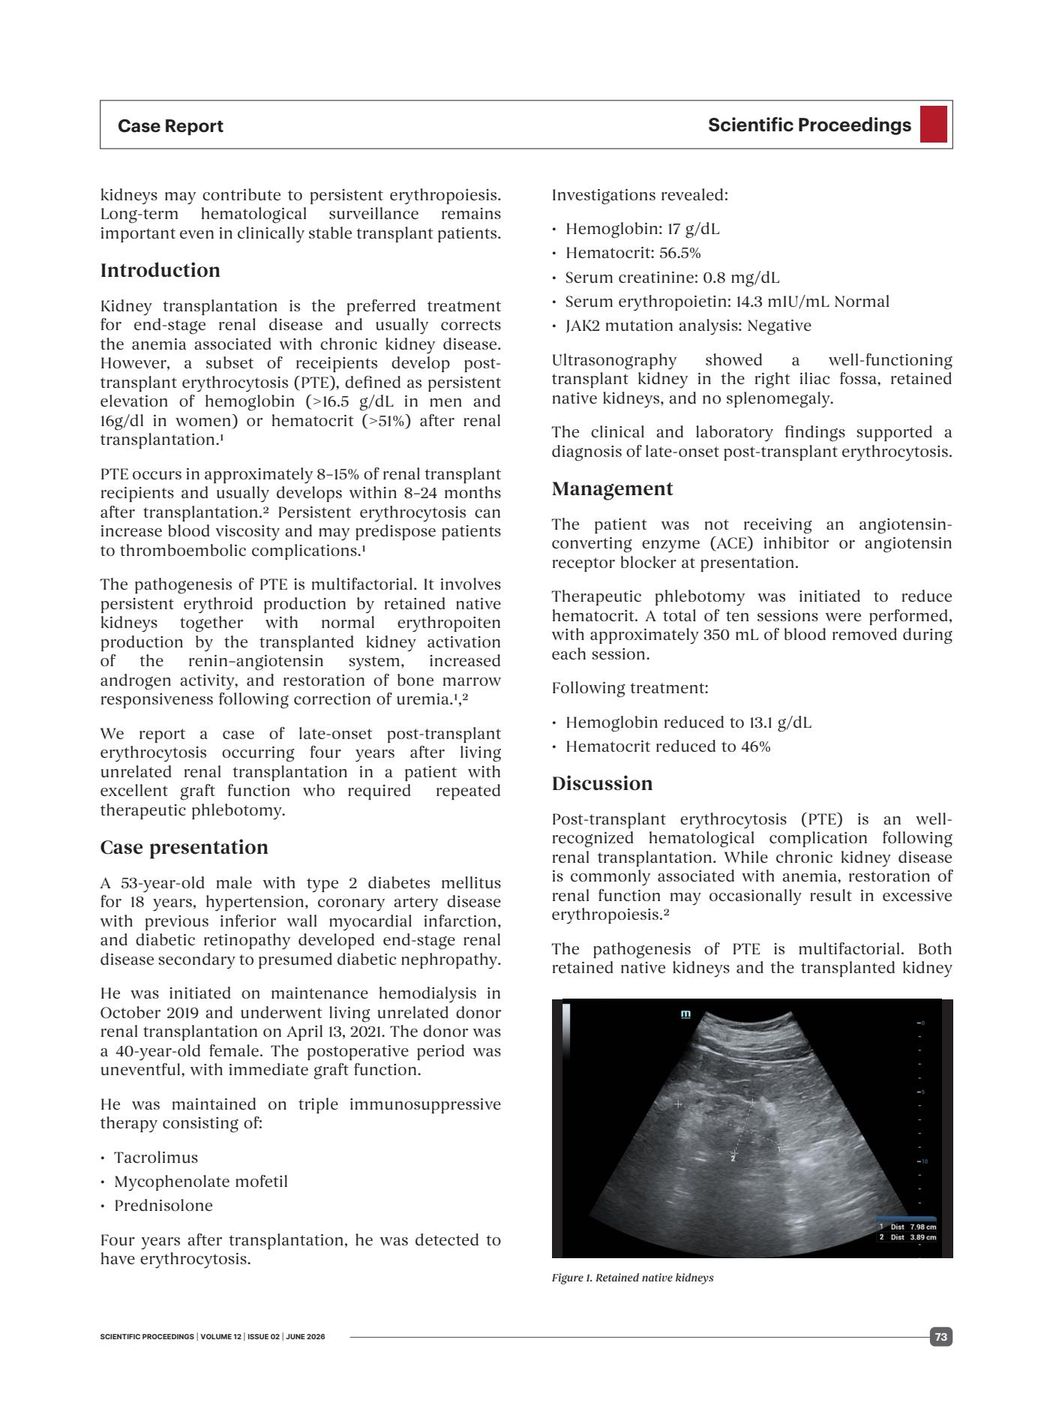 Case Report
Scientific Proceedings
kidneys may contribute to persistent erythropoiesis.
Long-term hematological surveillance remains
important even in clinically stable transplant patients.
Introduction
Kidney transplantation is the preferred treatment
for end-stage renal disease and usually corrects
the anemia associated with chronic kidney disease.
However, a subset of receipients develop post-
transplant erythrocytosis (PTE), defined as persistent
elevation of hemoglobin (>16.5 g/dL in men and
16g/dl in women) or hematocrit (>51%) after renal
transplantation.¹
PTE occurs in approximately 8–15% of renal transplant
recipients and usually develops within 8–24 months
after transplantation.² Persistent erythrocytosis can
increase blood viscosity and may predispose patients
to thromboembolic complications.¹
The pathogenesis of PTE is multifactorial. It involves
persistent erythroid production by retained native
kidneys together with normal erythropoiten
production by the transplanted kidney activation
of the renin–angiotensin system, increased
androgen activity, and restoration of bone marrow
responsiveness following correction of uremia.¹,²
We report a case of late-onset post-transplant
erythrocytosis occurring four years after living
unrelated renal transplantation in a patient with
excellent graft function who required repeated
therapeutic phlebotomy.
Case presentation
A 53-year-old male with type 2 diabetes mellitus
for 18 years, hypertension, coronary artery disease
with previous inferior wall myocardial infarction,
and diabetic retinopathy developed end-stage renal
disease secondary to presumed diabetic nephropathy.
He was initiated on maintenance hemodialysis in
October 2019 and underwent living unrelated donor
renal transplantation on April 13, 2021. The donor was
a 40-year-old female. The postoperative period was
uneventful, with immediate graft function.
He was maintained on triple immunosuppressive
therapy consisting of:
• Tacrolimus
• Mycophenolate mofetil
• Prednisolone
Four years after transplantation, he was detected to
have erythrocytosis.
Investigations revealed:
• Hemoglobin: 17 g/dL
• Hematocrit: 56.5%
• Serum creatinine: 0.8 mg/dL
• Serum erythropoietin: 14.3 mIU/mL Normal
• JAK2 mutation analysis: Negative
Ultrasonography showed a well-functioning
transplant kidney in the right iliac fossa, retained
native kidneys, and no splenomegaly.
The clinical and laboratory findings supported a
diagnosis of late-onset post-transplant erythrocytosis.
Management
The patient was not receiving an angiotensin-
converting enzyme (ACE) inhibitor or angiotensin
receptor blocker at presentation.
Therapeutic phlebotomy was initiated to reduce
hematocrit. A total of ten sessions were performed,
with approximately 350 mL of blood removed during
each session.
Following treatment:
• Hemoglobin reduced to 13.1 g/dL
• Hematocrit reduced to 46%
Discussion
Post-transplant erythrocytosis (PTE) is an well-
recognized hematological complication following
renal transplantation. While chronic kidney disease
is commonly associated with anemia, restoration of
renal function may occasionally result in excessive
erythropoiesis.²
The pathogenesis of PTE is multifactorial. Both
retained native kidneys and the transplanted kidney
m
0
5
10
1
2
1 Dist 7.98 cm
2 Dist 3.89 cm
Figure 1. Retained native kidneys
SCIENTIFIC PROCEEDINGS | VOLUME 12 | ISSUE 02 | JUNE 2026
73